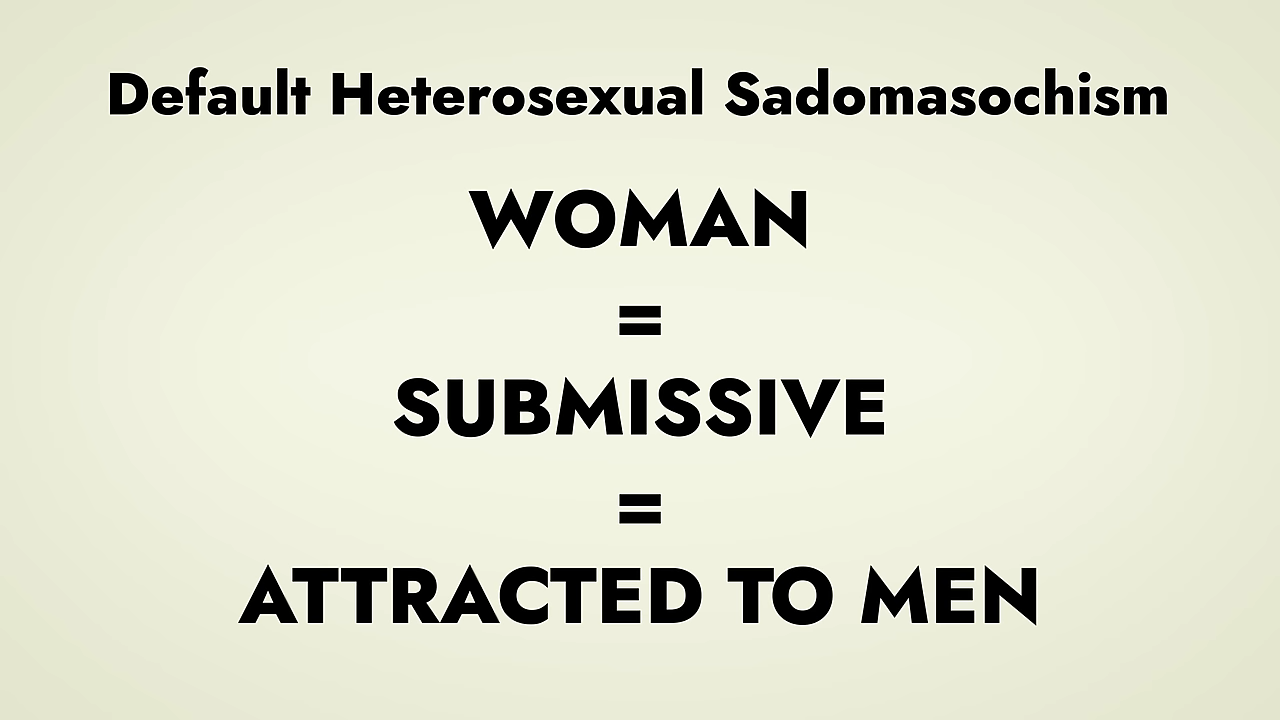 Default Heterosexual Sadomasochism
WOMAN
=
SUBMISSIVE
=
ATTRACTED TO MEN